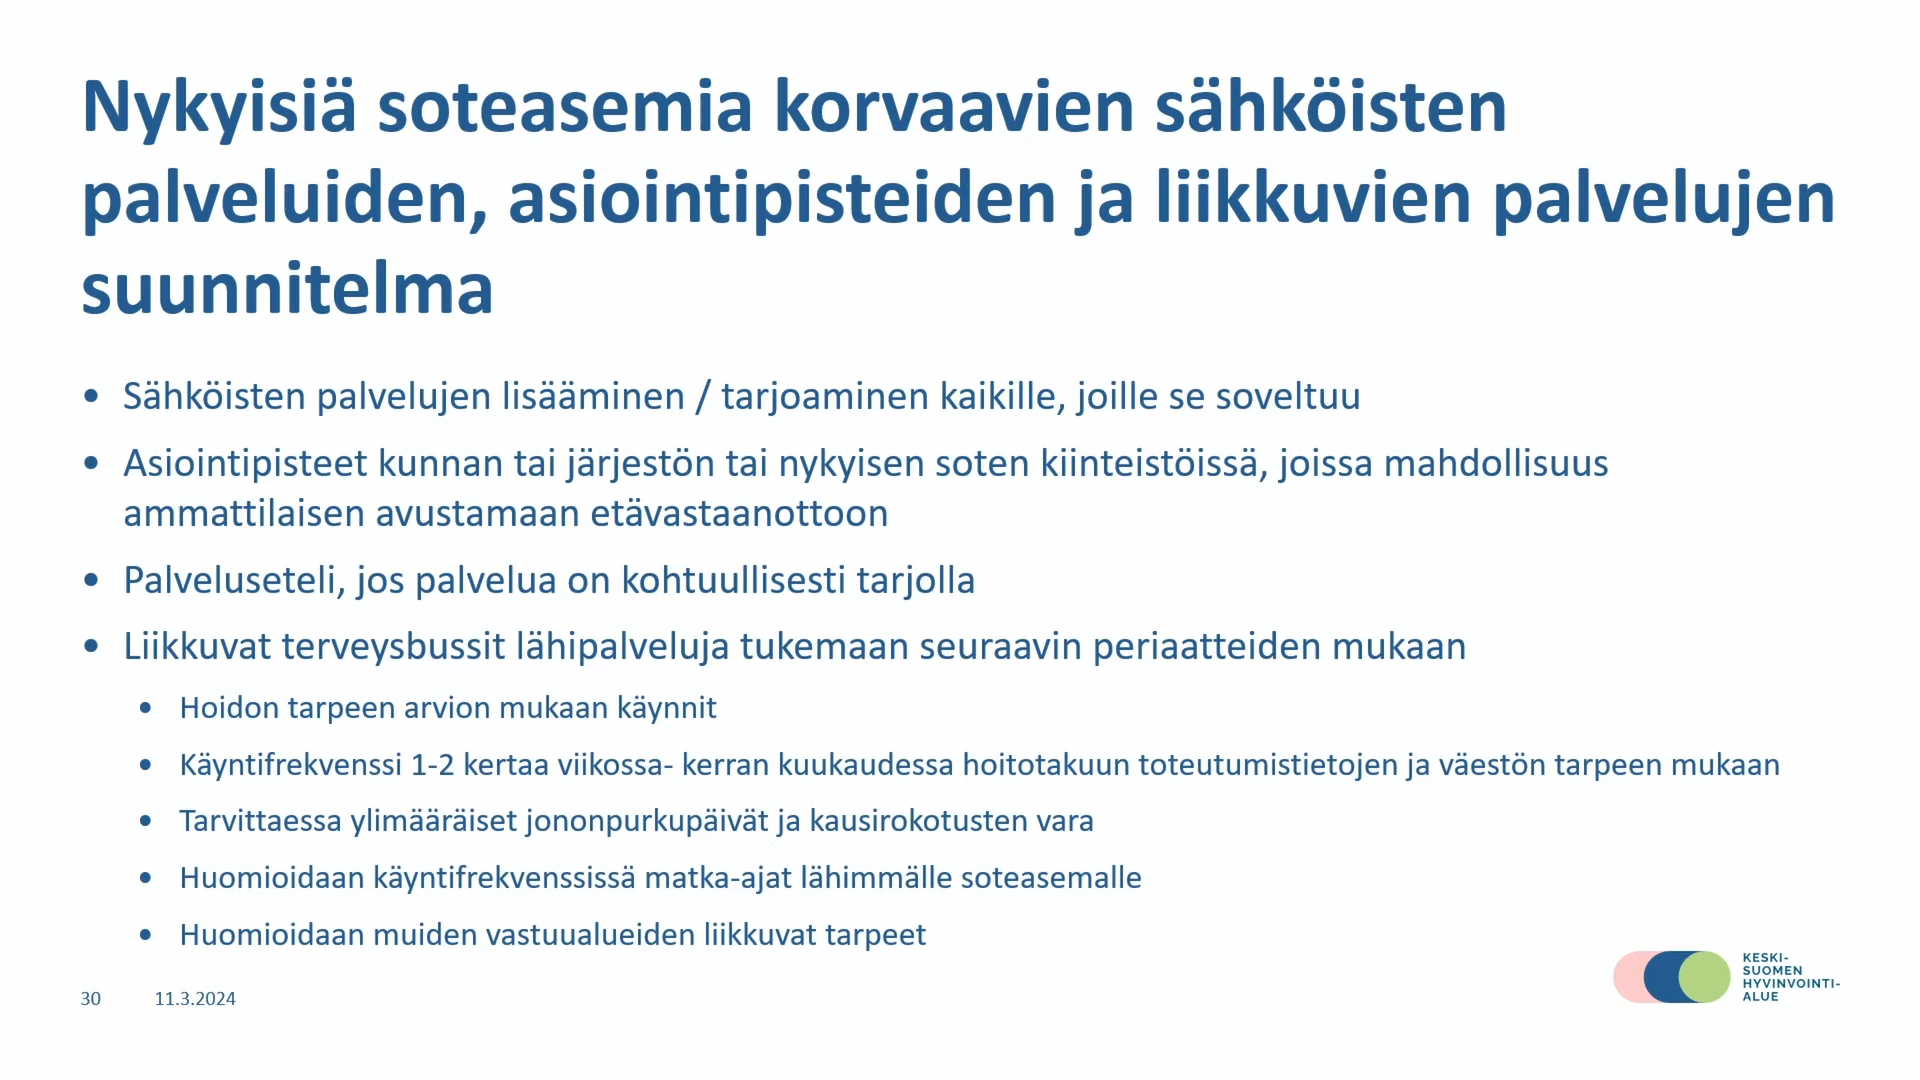 Nykyisiä soteasemia korvaavien sähköisten
palveluiden, asiointipisteiden ja liikkuvien palvelujen
suunnitelma
• Sähköisten palvelujen lisääminen / tarjoaminen kaikille, joille se soveltuu
• Asiointipisteet kunnan tai järjestön tai nykyisen soten kiinteistöissä, joissa mahdollisuus
ammattilaisen avustamaan etävastaanottoon
• Palveluseteli, jos palvelua on kohtuullisesti tarjolla
• Liikkuvat terveysbussit lähipalveluja tukemaan seuraavin periaatteiden mukaan
• Hoidon tarpeen arvion mukaan käynnit
• Käyntifrekvenssi 1-2 kertaa viikossa- kerran kuukaudessa hoitotakuun toteutumistietojen ja väestön tarpeen mukaan
• Tarvittaessa ylimääräiset jononpurkupäivät ja kausirokotusten vara
• Huomioidaan käyntifrekvenssissä matka-ajat lähimmälle soteasemalle
• Huomioidaan muiden vastuualueiden liikkuvat tarpeet
30 11.3.2024
KESKI-
SUOMEN
HYVINVOINTI-
ALUE